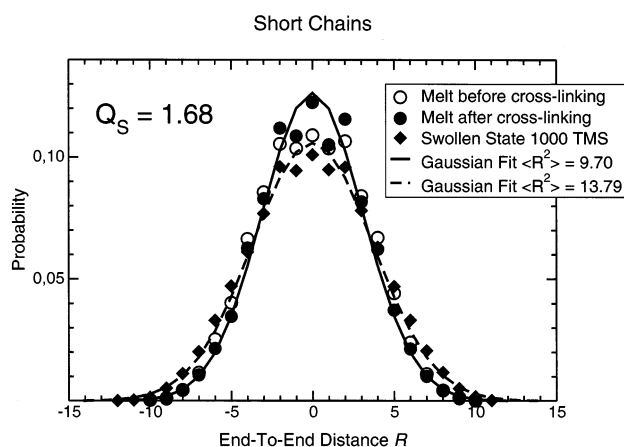 Short Chains
Q_S = 1.68
Melt before cross-linking
Melt after cross-linking
Swollen State 1000 TMS
Gaussian Fit <R²> = 9.70
Gaussian Fit <R²> = 13.79
Probability
0,10
0,05
0,00
-15 -10 -5 0 5 10 15
End-To-End Distance R